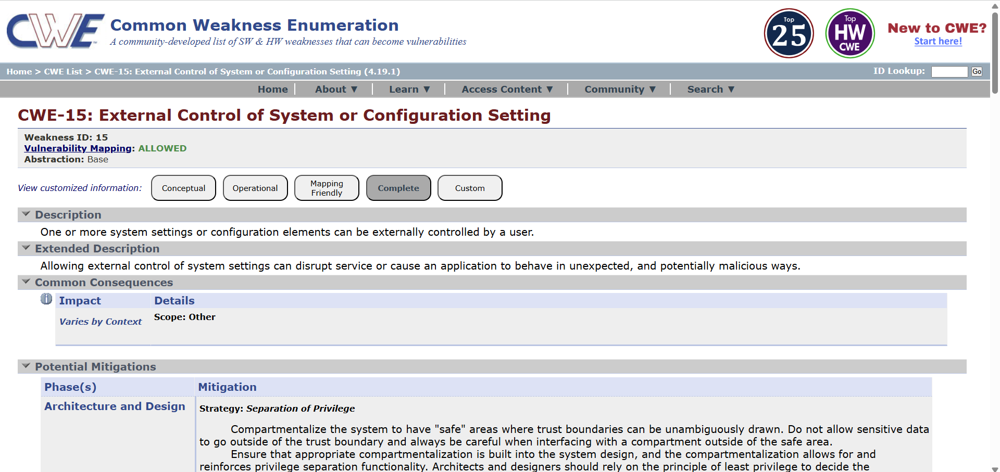 CWE
Common Weakness Enumeration
A community-developed list of SW & HW weaknesses that can become vulnerabilities
Top
25
Top
HW
CWE
New to CWE?
Start here!
Home > CWE List > CWE-15: External Control of System or Configuration Setting (4.19.1)
ID Lookup:
Go
Home
About ▼
Learn ▼
Access Content ▼
Community ▼
Search ▼
CWE-15: External Control of System or Configuration Setting
Weakness ID: 15
Vulnerability Mapping: ALLOWED
Abstraction: Base
View customized information:
Conceptual
Operational
Mapping
Friendly
Complete
Custom
Description
One or more system settings or configuration elements can be externally controlled by a user.
Extended Description
Allowing external control of system settings can disrupt service or cause an application to behave in unexpected, and potentially malicious ways.
Common Consequences
Impact Details
Varies by Context Scope: Other
Potential Mitigations
Phase(s) Mitigation
Architecture and Design Strategy: Separation of Privilege
Compartmentalize the system to have "safe" areas where trust boundaries can be unambiguously drawn. Do not allow sensitive data
to go outside of the trust boundary and always be careful when interfacing with a compartment outside of the safe area.
Ensure that appropriate compartmentalization is built into the system design, and the compartmentalization allows for and
reinforces privilege separation functionality. Architects and designers should rely on the principle of least privilege to decide the